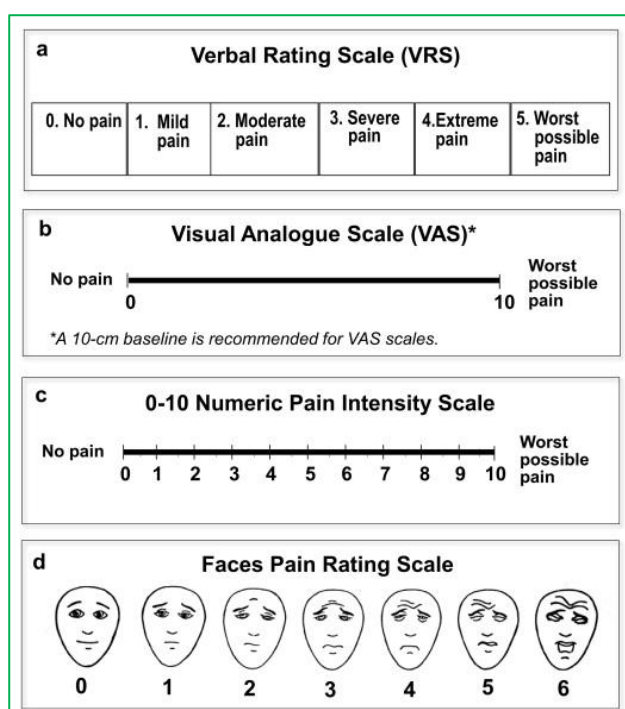 a
Verbal Rating Scale (VRS)
0. No pain
1. Mild
pain
2. Moderate
pain
3. Severe
pain
4.Extreme
pain
5. Worst
possible
pain
b
Visual Analogue Scale (VAS)*
No pain
0
10
Worst
possible
pain
*A 10-cm baseline is recommended for VAS scales.
c
0-10 Numeric Pain Intensity Scale
No pain
0 1 2 3 4 5 6 7 8 9 10
Worst
possible
pain
d
Faces Pain Rating Scale
0 1 2 3 4 5 6